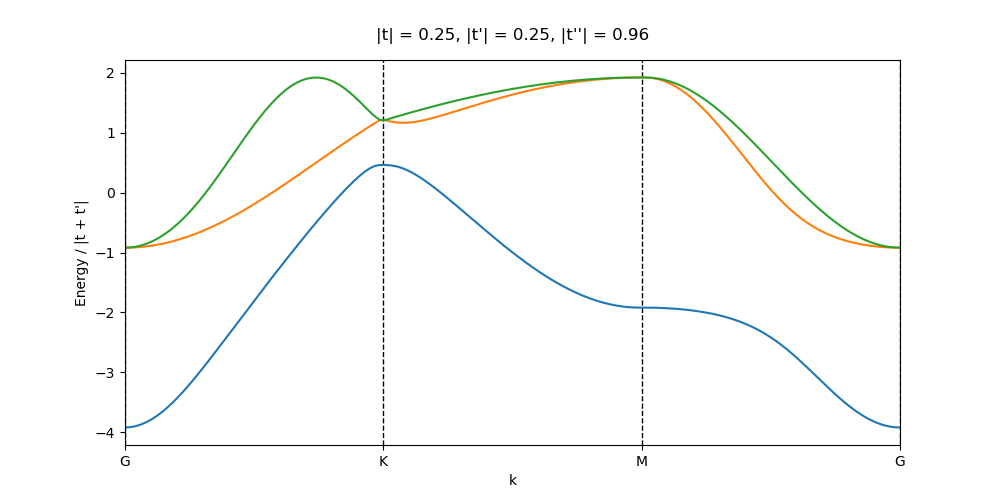 |t| = 0.25, |t'| = 0.25, |t''| = 0.96
Energy / |t + t'|
2
1
0
−1
−2
−3
−4
G
K
M
G
k